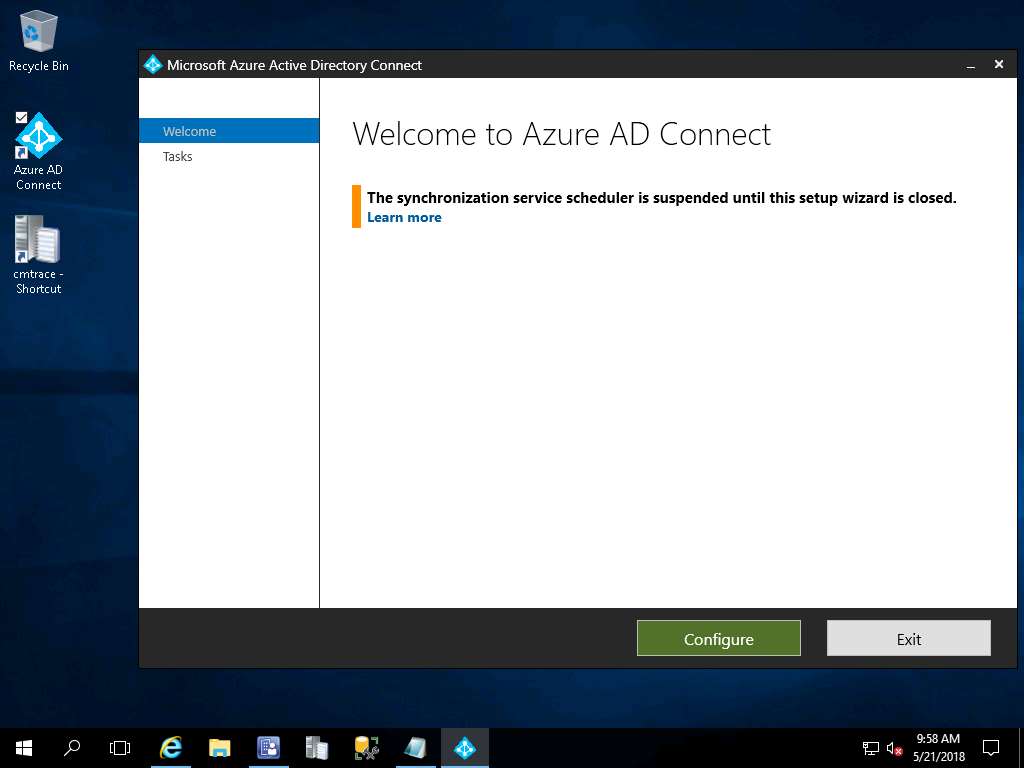 Recycle Bin
Azure AD
Connect
cmtrace -
Shortcut
Microsoft Azure Active Directory Connect
Welcome
Tasks
Welcome to Azure AD Connect
The synchronization service scheduler is suspended until this setup wizard is closed.
Learn more
Configure
Exit
9:58 AM
5/21/2018